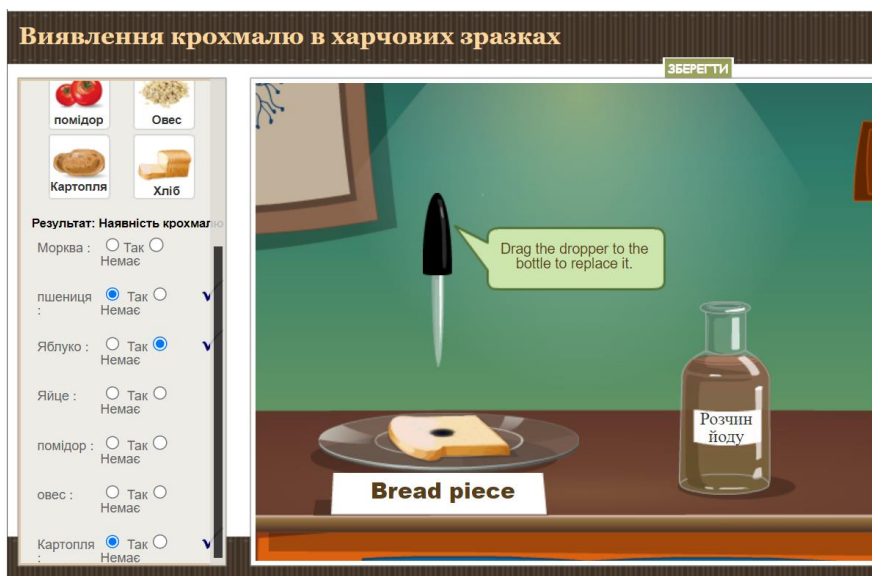 Виявлення крохмалю в харчових зразках
ЗБЕРЕГТИ
помідор
Овес
Картопля
Хліб
Результат: Наявність крохмалю
Морква : Так
Немає
пшениця : Так
Немає
Яблуко : Так
Немає
Яйце : Так
Немає
помідор : Так
Немає
овес : Так
Немає
Картопля : Так
Немає
Drag the dropper to the
bottle to replace it.
Розчин
йоду
Bread piece